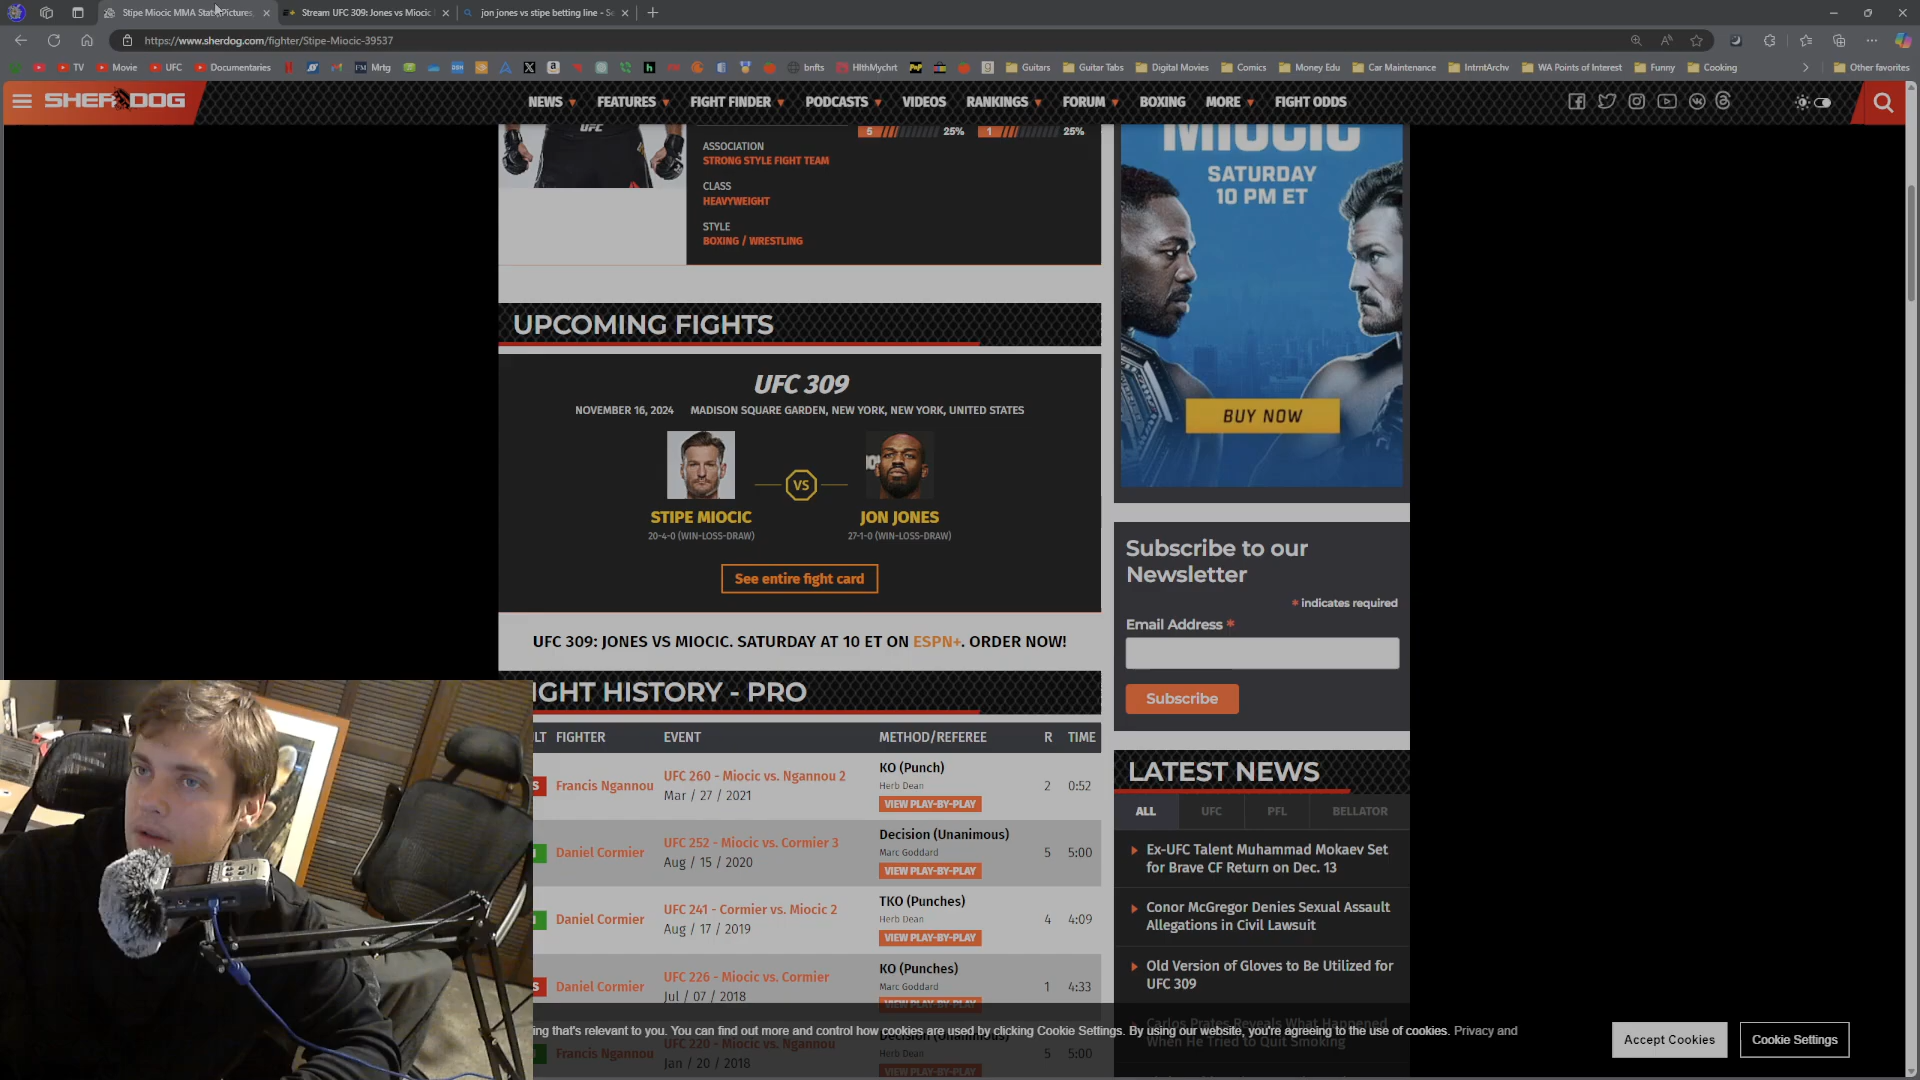 Stipe Miocic MMA Stats, Pictures,
Stream UFC 309: Jones vs Miocic
jon jones vs stipe betting line - Se
https://www.sherdog.com/fighter/Stipe-Miocic-39537
TV
Movie
UFC
Documentaries
Mrtg
bnfts
HlthMychrt
Guitars
Guitar Tabs
Digital Movies
Comics
Money Edu
Car Maintenance
IntrntArchv
WA Points of Interest
Funny
Cooking
Other favorites
SHERDOG
NEWS
FEATURES
FIGHT FINDER
PODCASTS
VIDEOS
RANKINGS
FORUM
BOXING
MORE
FIGHT ODDS
UFC
5 25%
1 25%
ASSOCIATION
STRONG STYLE FIGHT TEAM
CLASS
HEAVYWEIGHT
STYLE
BOXING / WRESTLING
MIOCIC
SATURDAY
10 PM ET
BUY NOW
UPCOMING FIGHTS
UFC 309
NOVEMBER 16, 2024 MADISON SQUARE GARDEN, NEW YORK, NEW YORK, UNITED STATES
VS
STIPE MIOCIC
20-4-0 (WIN-LOSS-DRAW)
JON JONES
27-1-0 (WIN-LOSS-DRAW)
See entire fight card
UFC 309: JONES VS MIOCIC. SATURDAY AT 10 ET ON ESPN+. ORDER NOW!
Subscribe to our
Newsletter
* indicates required
Email Address *
Subscribe
IGHT HISTORY - PRO
LT FIGHTER EVENT METHOD/REFEREE R TIME
S Francis Ngannou UFC 260 - Miocic vs. Ngannou 2
Mar / 27 / 2021
KO (Punch)
Herb Dean
VIEW PLAY-BY-PLAY
2 0:52
Daniel Cormier UFC 252 - Miocic vs. Cormier 3
Aug / 15 / 2020
Decision (Unanimous)
Marc Goddard
VIEW PLAY-BY-PLAY
5 5:00
Daniel Cormier UFC 241 - Cormier vs. Miocic 2
Aug / 17 / 2019
TKO (Punches)
Herb Dean
VIEW PLAY-BY-PLAY
4 4:09
S Daniel Cormier UFC 226 - Miocic vs. Cormier
Jul / 07 / 2018
KO (Punches)
Marc Goddard
VIEW PLAY-BY-PLAY
1 4:33
Francis Ngannou UFC 220 - Miocic vs. Ngannou
Jan / 20 / 2018
Decision (Unanimous)
Herb Dean
VIEW PLAY-BY-PLAY
5 5:00
LATEST NEWS
ALL
UFC
PFL
BELLATOR
Ex-UFC Talent Muhammad Mokaev Set
for Brave CF Return on Dec. 13
Conor McGregor Denies Sexual Assault
Allegations in Civil Lawsuit
Old Version of Gloves to Be Utilized for
UFC 309
Carlos Prates Reveals What Happened
When He Tried to Quit Smoking
ing that's relevant to you. You can find out more and control how cookies are used by clicking Cookie Settings. By using our website, you're agreeing to the use of cookies. Privacy and
Accept Cookies
Cookie Settings